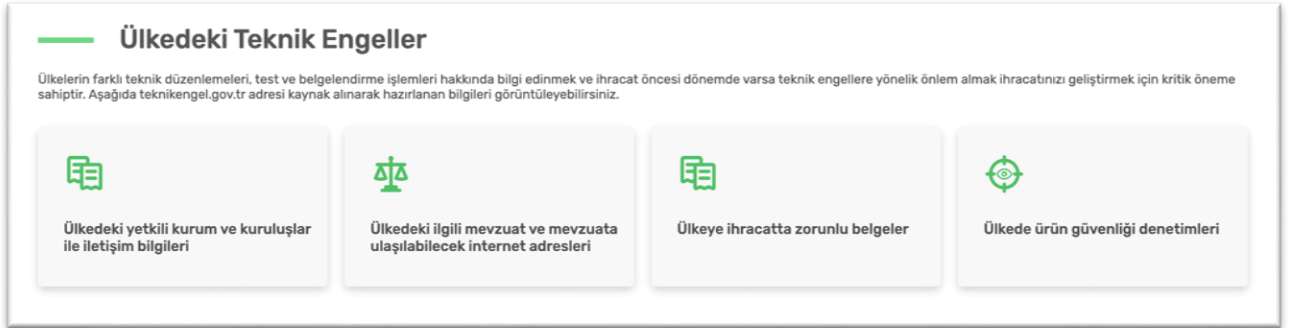 Ülkedeki Teknik Engeller
Ülkelerin farklı teknik düzenlemeleri, test ve belgelendirme işlemleri hakkında bilgi edinmek ve ihracat öncesi dönemde varsa teknik engellere yönelik önlem almak ihracatınızı geliştirmek için kritik öneme
sahiptir. Aşağıda teknikengel.gov.tr adresi kaynak alınarak hazırlanan bilgileri görüntüleyebilirsiniz.
Ülkedeki yetkili kurum ve kuruluşlar
ile iletişim bilgileri
Ülkedeki ilgili mevzuat ve mevzuata
ulaşılabilecek internet adresleri
Ülkeye ihracatta zorunlu belgeler
Ülkede ürün güvenliği denetimleri